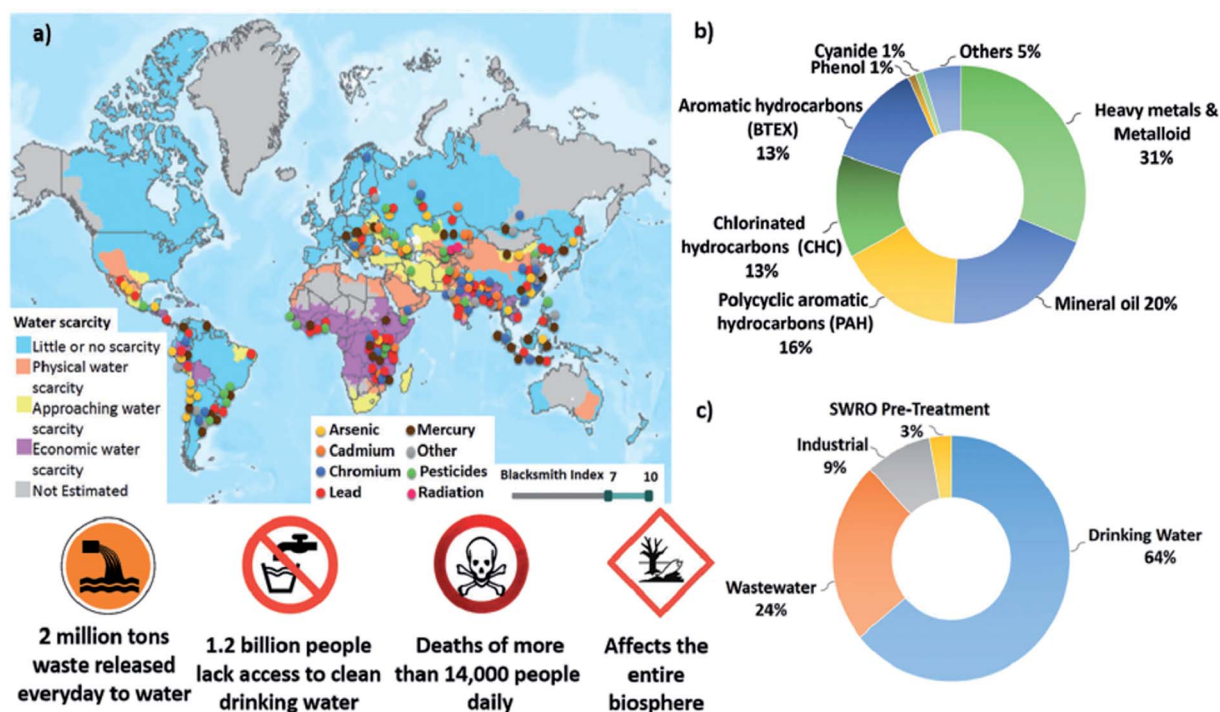 a)
Water scarcity
Little or no scarcity
Physical water
scarcity
Approaching water
scarcity
Economic water
scarcity
Not Estimated
Arsenic
Cadmium
Chromium
Lead
Mercury
Other
Pesticides
Radiation
Blacksmith Index 7 10
2 million tons
waste released
everyday to water
1.2 billion people
lack access to clean
drinking water
Deaths of more
than 14,000 people
daily
Affects the
entire
biosphere
b)
Cyanide 1%
Phenol 1%
Others 5%
Aromatic hydrocarbons
(BTEX)
13%
Heavy metals &
Metalloid
31%
Chlorinated
hydrocarbons (CHC)
13%
Polycyclic aromatic
hydrocarbons (PAH)
16%
Mineral oil 20%
c)
SWRO Pre-Treatment
3%
Industrial
9%
Drinking Water
64%
Wastewater
24%